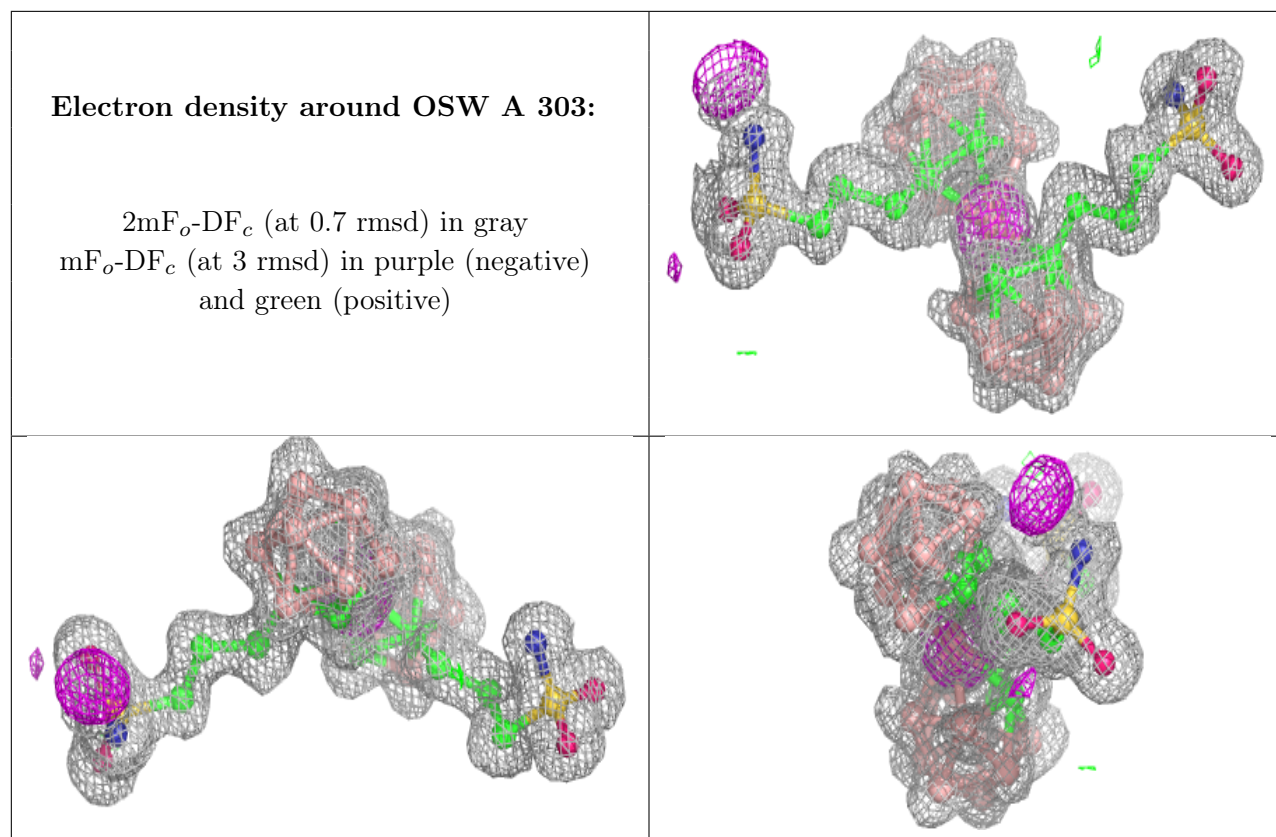 Electron density around OSW A 303:
2mFo-DFc (at 0.7 rmsd) in gray
mFo-DFc (at 3 rmsd) in purple (negative)
and green (positive)